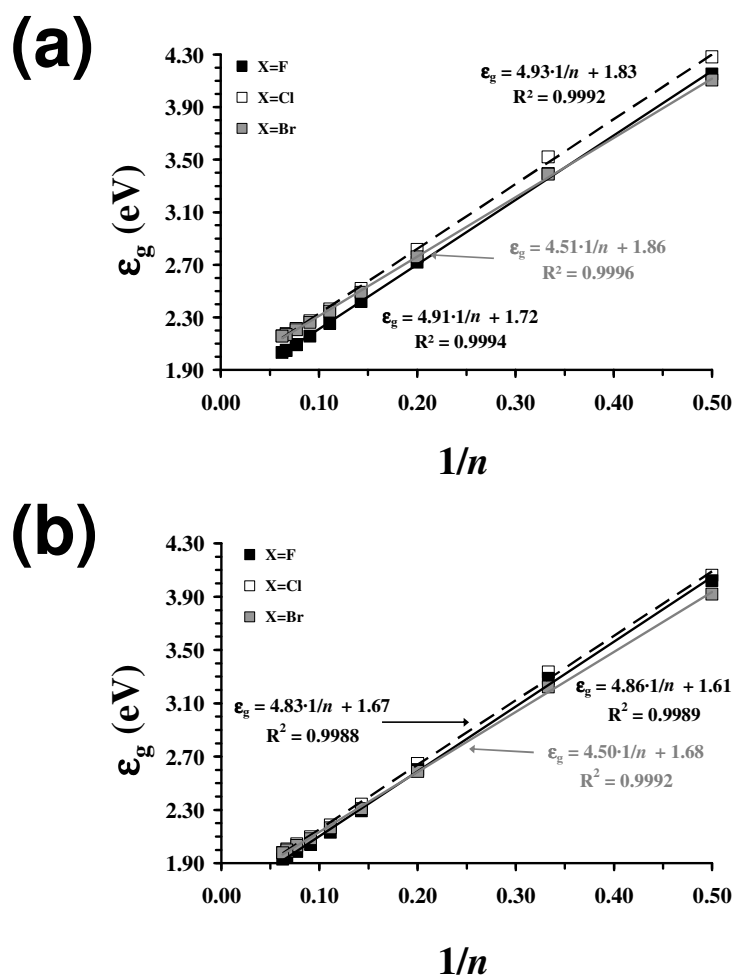 (a)
4.30
3.90
3.50
3.10
2.70
2.30
1.90
εg (eV)
X=F
X=Cl
X=Br
εg = 4.93·1/n + 1.83
R² = 0.9992
εg = 4.51·1/n + 1.86
R² = 0.9996
εg = 4.91·1/n + 1.72
R² = 0.9994
0.00 0.10 0.20 0.30 0.40 0.50
1/n
(b)
4.30
3.90
3.50
3.10
2.70
2.30
1.90
εg (eV)
X=F
X=Cl
X=Br
εg = 4.83·1/n + 1.67
R² = 0.9988
εg = 4.86·1/n + 1.61
R² = 0.9989
εg = 4.50·1/n + 1.68
R² = 0.9992
0.00 0.10 0.20 0.30 0.40 0.50
1/n